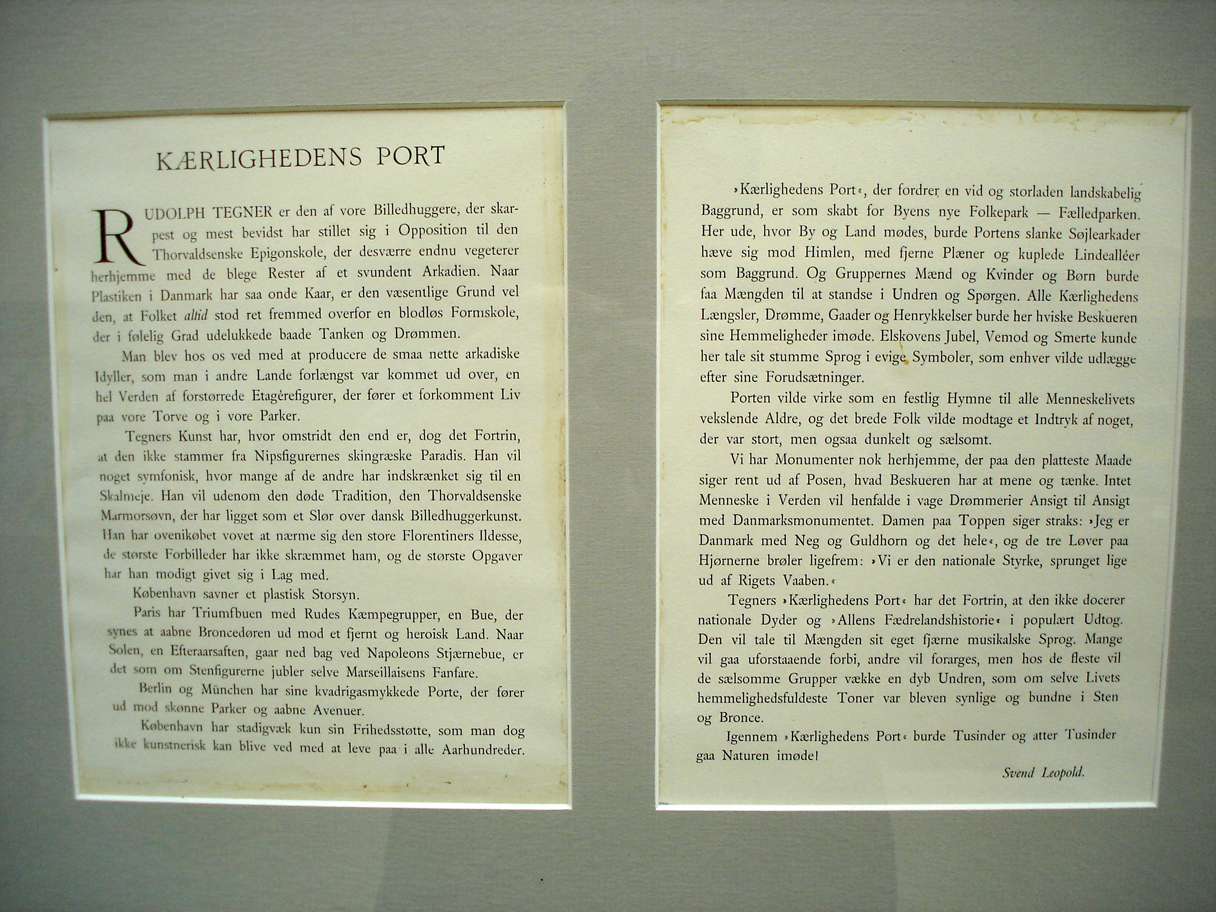 KÆRLIGHEDENS PORT
RUDOLPH TEGNER er den af vore Billedhuggere, der skar-
pest og mest bevidst har stillet sig i Opposition til den
Thorvaldsenske Epigonskole, der desværre endnu vegeterer
herhjemme med de blege Rester af et svundent Arkadien. Naar
Plastiken i Danmark har saa onde Kaar, er den væsentlige Grund vel
den, at Folket altid stod ret fremmed overfor en blodløs Formskole,
der i følelig Grad udelukkede baade Tanken og Drømmen.
Man blev hos os ved med at producere de smaa nette arkadiske
Idyller, som man i andre Lande forlængst var kommet ud over, en
hel Verden af forstørrede Etagèrefigurer, der fører et forkomment Liv
paa vore Torve og i vore Parker.
Tegners Kunst har, hvor omstridt den end er, dog det Fortrin,
at den ikke stammer fra Nipsfigurernes skingræske Paradis. Han vil
noget symfonisk, hvor mange af de andre har indskrænket sig til en
Skalmeje. Han vil udenom den døde Tradition, den Thorvaldsenske
Marmorsøvn, der har ligget som et Slør over dansk Billedhuggerkunst.
Han har ovenikøbet vovet at nærme sig den store Florentiners Ildesse,
de største Forbilleder har ikke skræmmet ham, og de største Opgaver
har han modigt givet sig i Lag med.
København savner et plastisk Storsyn.
Paris har Triumfbuen med Rudes Kæmpegrupper, en Bue, der
synes at aabne Broncedøren ud mod et fjernt og heroisk Land. Naar
Solen, en Efteraarsaften, gaar ned bag ved Napoleons Stjærnebue, er
det som om Stenfigurerne jubler selve Marseillaisens Fanfare.
Berlin og München har sine kvadrigasmykkede Porte, der fører
ud mod skønne Parker og aabne Avenuer.
København har stadigvæk kun sin Frihedsstøtte, som man dog
ikke kunstnerisk kan blive ved med at leve paa i alle Aarhundreder.
›Kærlighedens Port‹, der fordrer en vid og storladen landskabelig
Baggrund, er som skabt for Byens nye Folkepark — Fælledparken.
Her ude, hvor By og Land mødes, burde Portens slanke Søjlearkader
hæve sig mod Himlen, med fjerne Plæner og kuplede Lindealléer
som Baggrund. Og Gruppernes Mænd og Kvinder og Børn burde
faa Mængden til at standse i Undren og Spørgen. Alle Kærlighedens
Længsler, Drømme, Gaader og Henrykkelser burde her hviske Beskueren
sine Hemmeligheder imøde. Elskovens Jubel, Vemod og Smerte kunde
her tale sit stumme Sprog i evige Symboler, som enhver vilde udlægge
efter sine Forudsætninger.
Porten vilde virke som en festlig Hymne til alle Menneskelivets
vekslende Aldre, og det brede Folk vilde modtage et Indtryk af noget,
der var stort, men ogsaa dunkelt og sælsomt.
Vi har Monumenter nok herhjemme, der paa den platteste Maade
siger rent ud af Posen, hvad Beskueren har at mene og tænke. Intet
Menneske i Verden vil henfalde i vage Drømmerier Ansigt til Ansigt
med Danmarksmonumentet. Damen paa Toppen siger straks: ›Jeg er
Danmark med Neg og Guldhorn og det hele‹, og de tre Løver paa
Hjørnerne brøler ligefrem: ›Vi er den nationale Styrke, sprunget lige
ud af Rigets Vaaben.‹
Tegners ›Kærlighedens Port‹ har det Fortrin, at den ikke docerer
nationale Dyder og ›Allens Fædrelandshistorie‹ i populært Udtog.
Den vil tale til Mængden sit eget fjærne musikalske Sprog. Mange
vil gaa uforstaaende forbi, andre vil forarges, men hos de fleste vil
de sælsomme Grupper vække en dyb Undren, som om selve Livets
hemmelighedsfuldeste Toner var bleven synlige og bundne i Sten
og Bronce.
Igennem ›Kærlighedens Port‹ burde Tusinder og atter Tusinder
gaa Naturen imøde!
Svend Leopold.